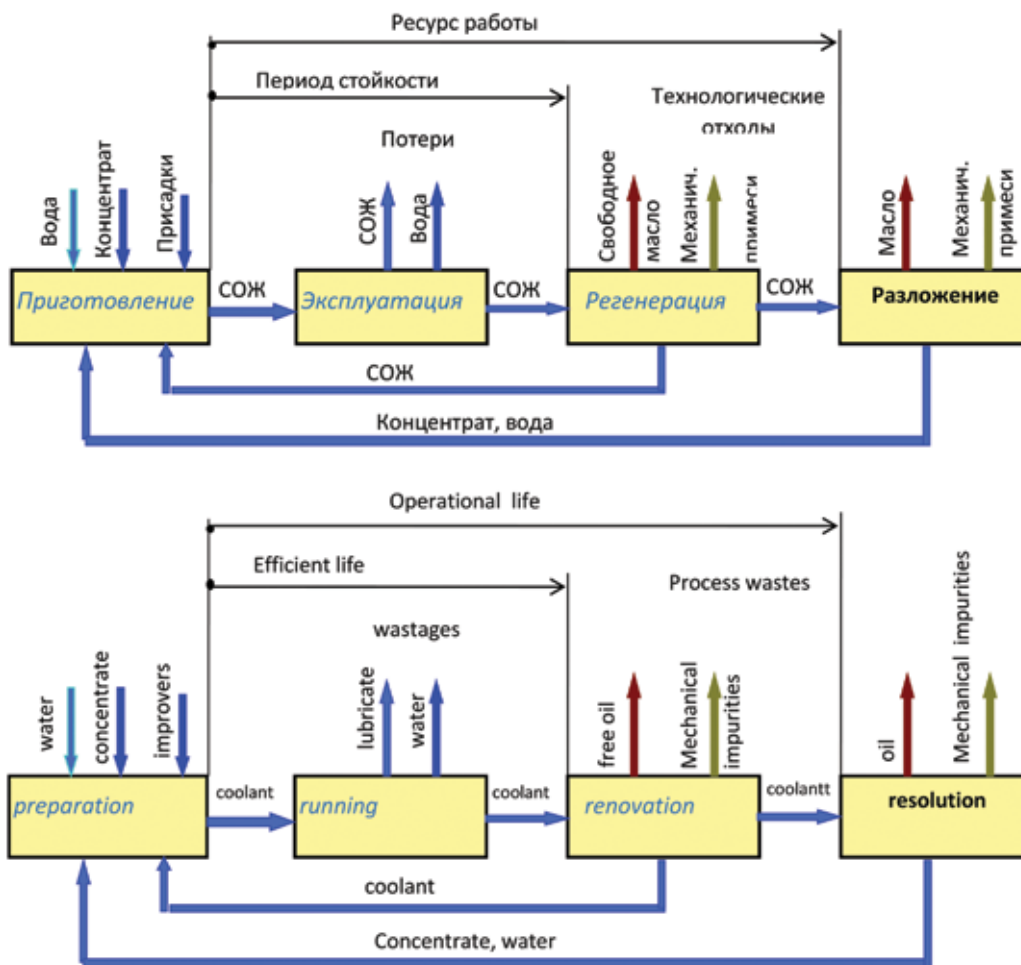 Ресурс работы
Период стойкости
Технологические
отходы
Потери
Вода
Концентрат
Присадки
СОЖ
Вода
Свободное
масло
Механич.
примеси
Масло
Механич.
примеси
Приготовление
СОЖ
Эксплуатация
СОЖ
Регенерация
СОЖ
Разложение
СОЖ
Концентрат, вода
Operational life
Efficient life
Process wastes
wastages
water
concentrate
improvers
lubricate
water
free oil
Mechanical
impurities
oil
Mechanical impurities
preparation
coolant
running
coolant
renovation
coolantt
resolution
coolant
Concentrate, water